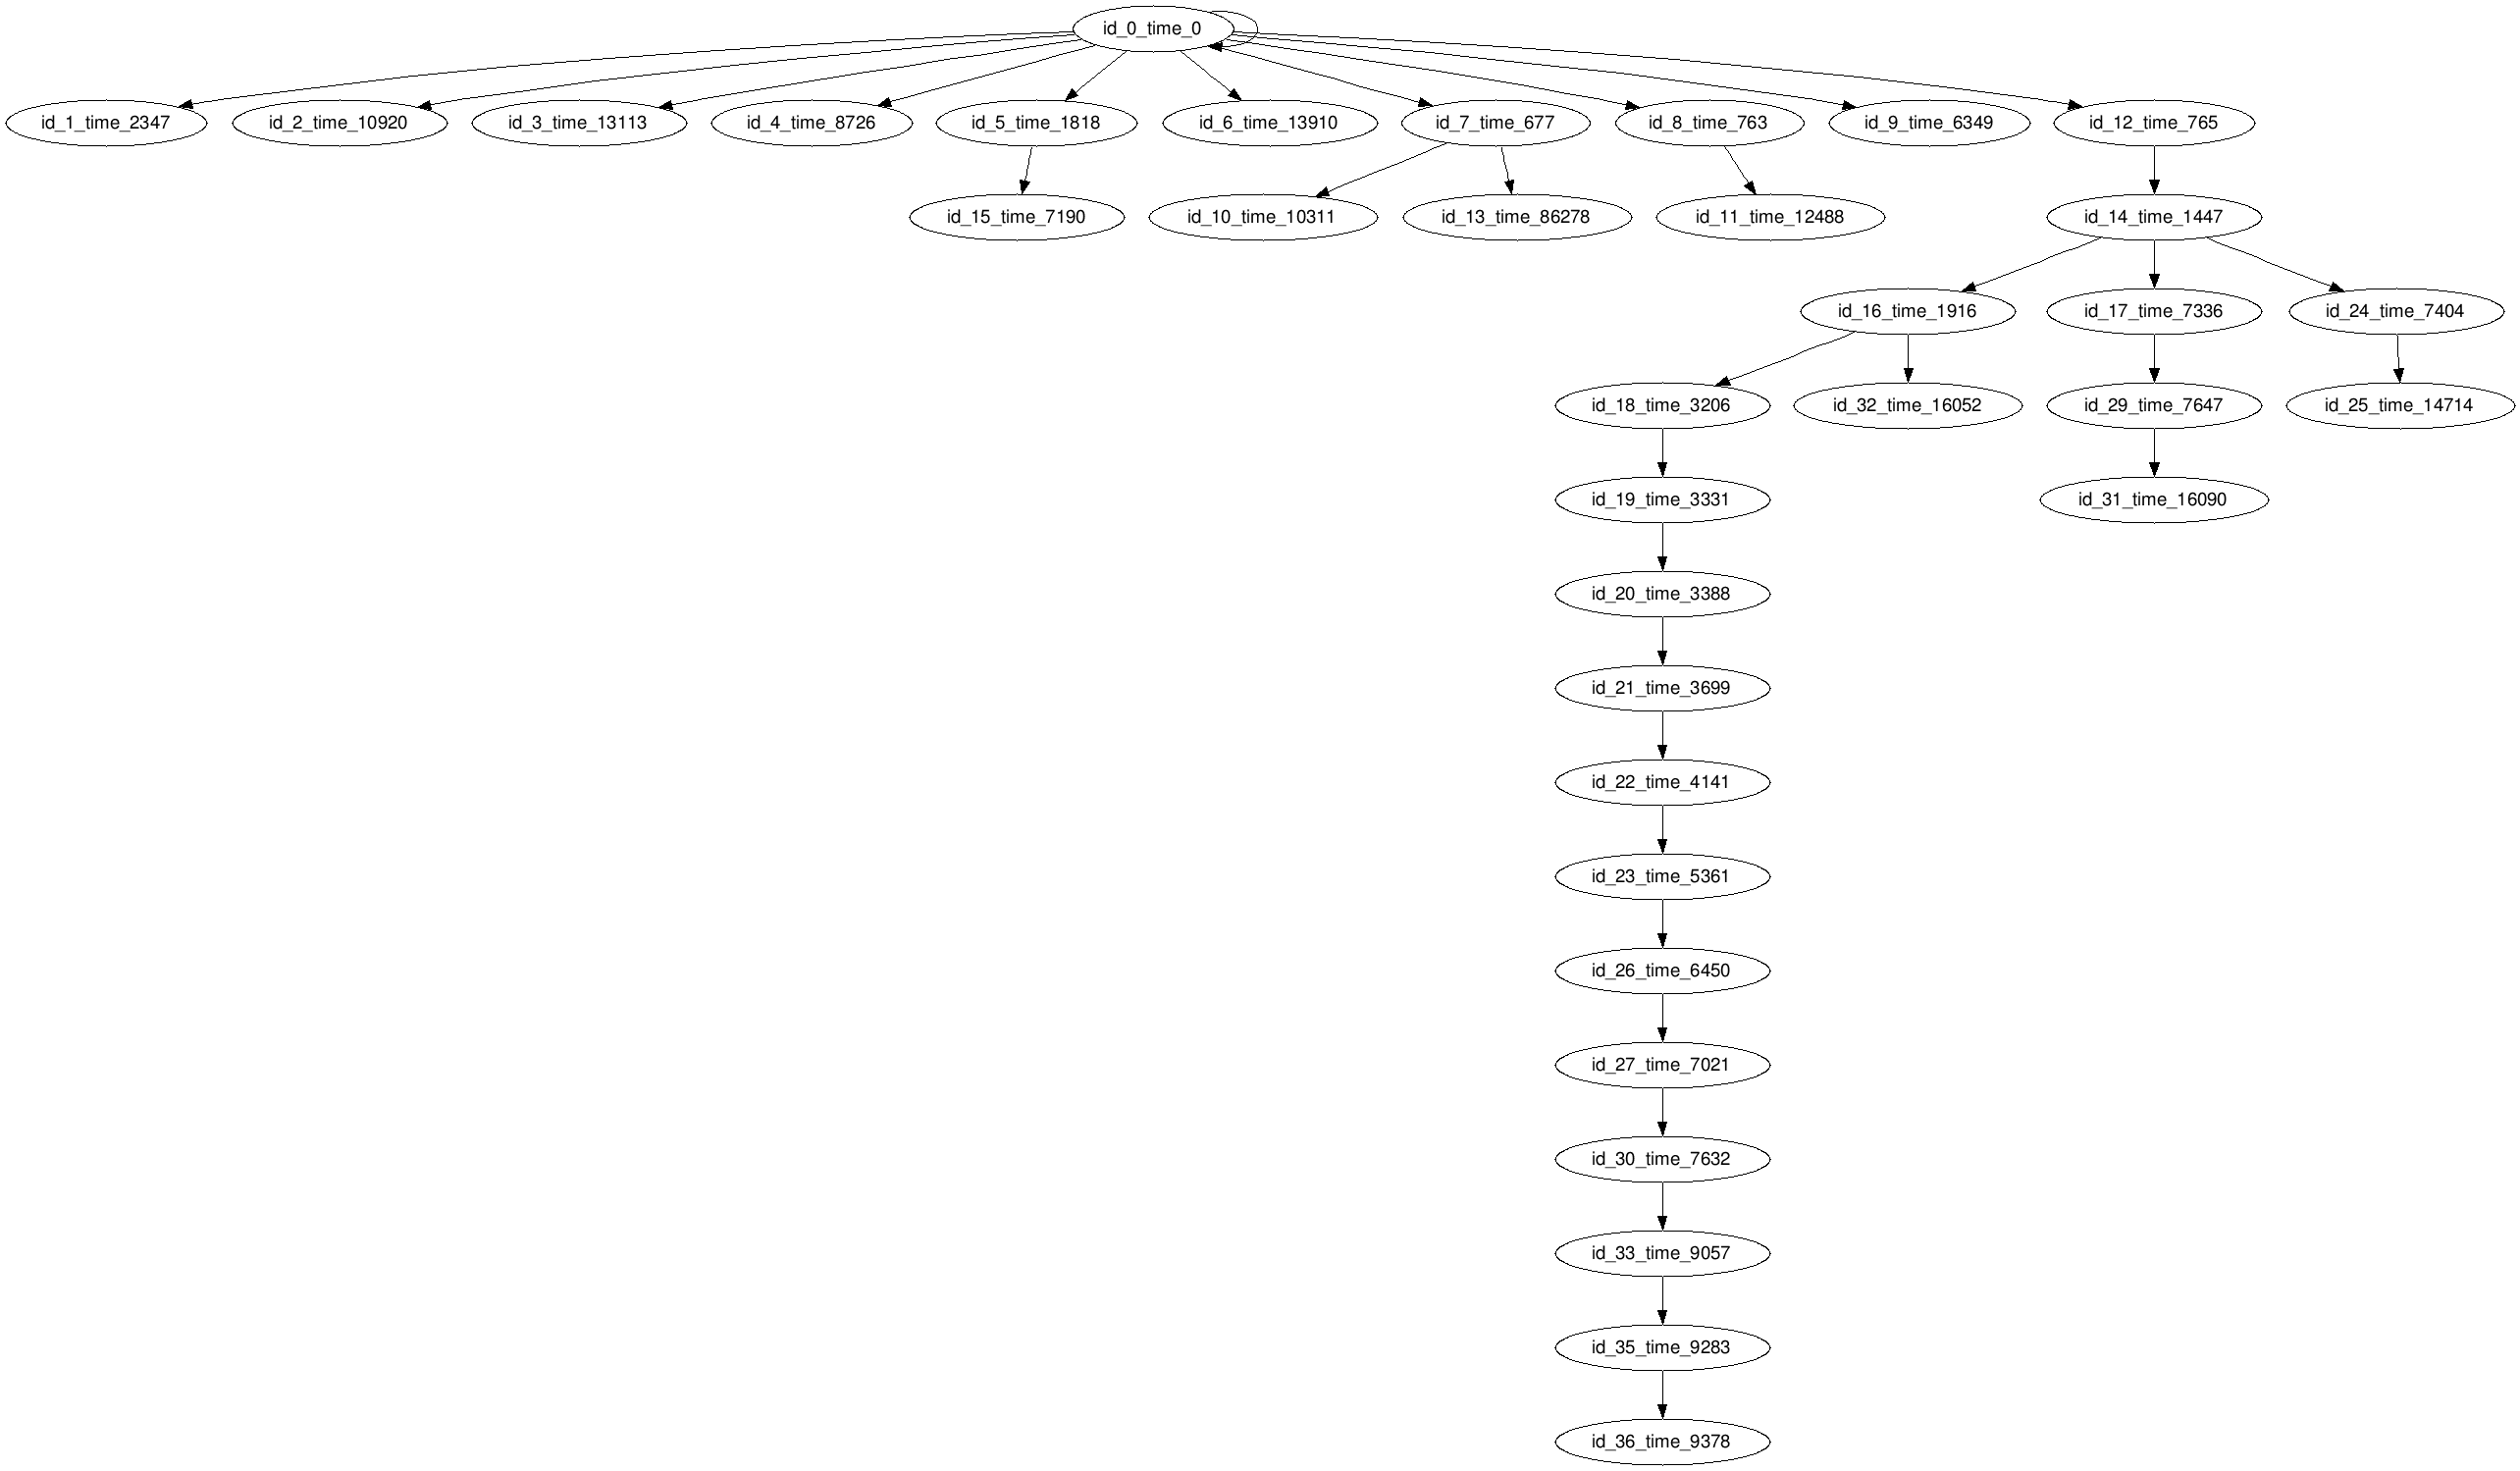 id_0_time_0
id_1_time_2347
id_2_time_10920
id_3_time_13113
id_4_time_8726
id_5_time_1818
id_6_time_13910
id_7_time_677
id_8_time_763
id_9_time_6349
id_12_time_765
id_15_time_7190
id_10_time_10311
id_13_time_86278
id_11_time_12488
id_14_time_1447
id_16_time_1916
id_17_time_7336
id_24_time_7404
id_18_time_3206
id_32_time_16052
id_29_time_7647
id_25_time_14714
id_19_time_3331
id_31_time_16090
id_20_time_3388
id_21_time_3699
id_22_time_4141
id_23_time_5361
id_26_time_6450
id_27_time_7021
id_30_time_7632
id_33_time_9057
id_35_time_9283
id_36_time_9378